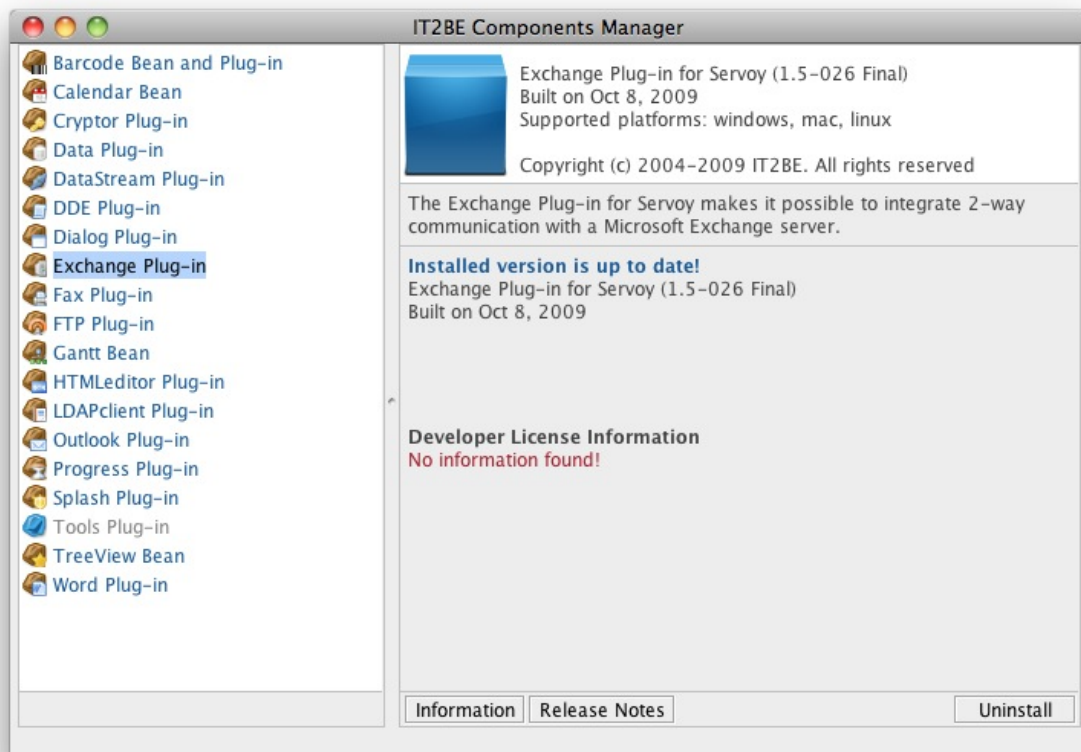 IT2BE Components Manager
Barcode Bean and Plug-in
Calendar Bean
Cryptor Plug-in
Data Plug-in
DataStream Plug-in
DDE Plug-in
Dialog Plug-in
Exchange Plug-in
Fax Plug-in
FTP Plug-in
Gantt Bean
HTMLeditor Plug-in
LDAPclient Plug-in
Outlook Plug-in
Progress Plug-in
Splash Plug-in
Tools Plug-in
TreeView Bean
Word Plug-in
Exchange Plug-in for Servoy (1.5-026 Final)
Built on Oct 8, 2009
Supported platforms: windows, mac, linux
Copyright (c) 2004-2009 IT2BE. All rights reserved
The Exchange Plug-in for Servoy makes it possible to integrate 2-way
communication with a Microsoft Exchange server.
Installed version is up to date!
Exchange Plug-in for Servoy (1.5-026 Final)
Built on Oct 8, 2009
Developer License Information
No information found!
Information
Release Notes
Uninstall